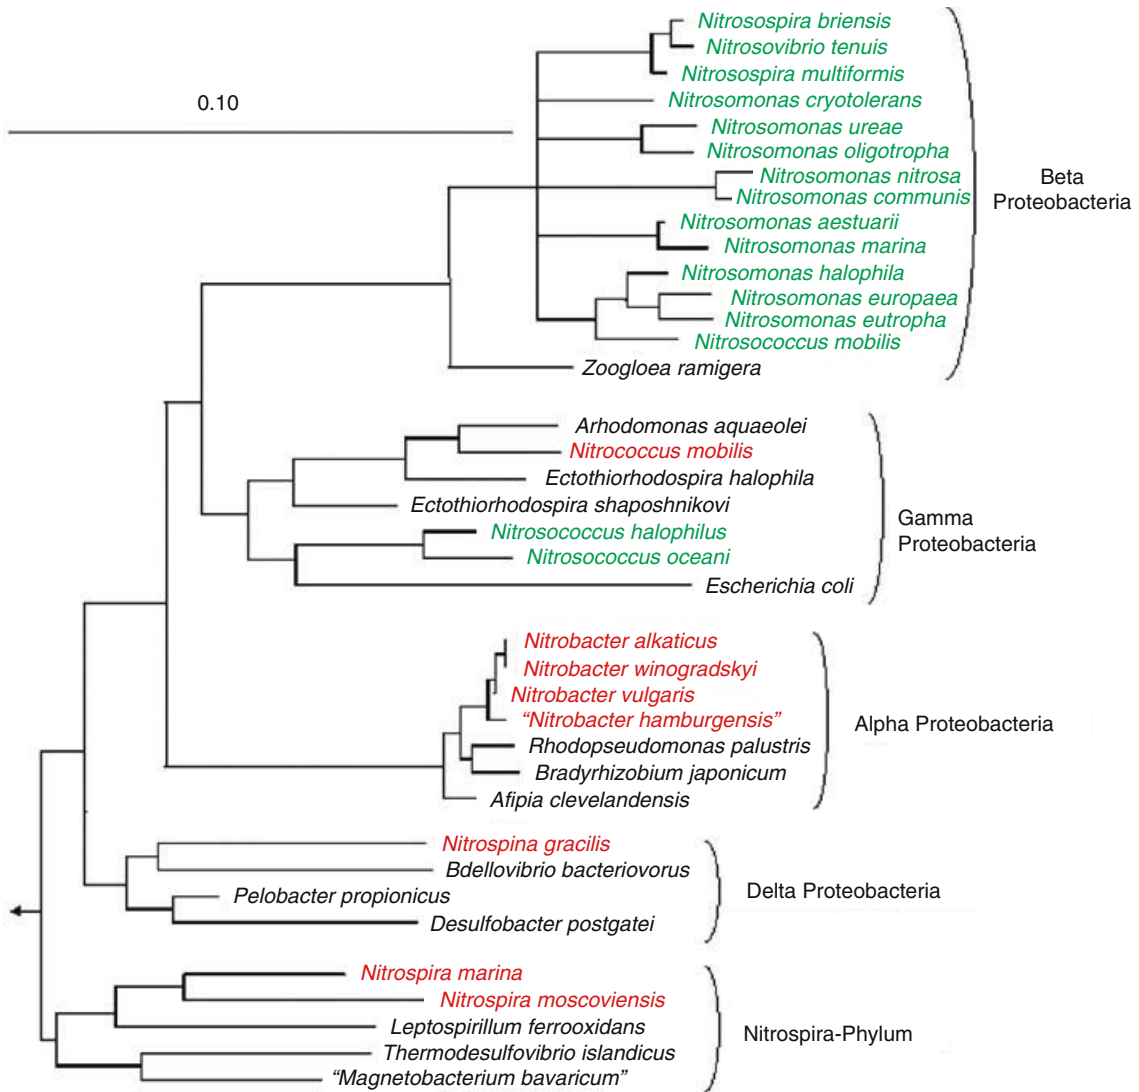 0.10
Nitrosospira briensis
Nitrosovibrio tenuis
Nitrosospira multiformis
Nitrosomonas cryotolerans
Nitrosomonas ureae
Nitrosomonas oligotropha
Nitrosomonas nitrosa
Nitrosomonas communis
Nitrosomonas aestuarii
Nitrosomonas marina
Nitrosomonas halophila
Nitrosomonas europaea
Nitrosomonas eutropha
Nitrosococcus mobilis
Zoogloea ramigera
Beta
Proteobacteria
Arhodomonas aquaeolei
Nitrococcus mobilis
Ectothiorhodospira halophila
Ectothiorhodospira shaposhnikovi
Nitrosococcus halophilus
Nitrosococcus oceani
Escherichia coli
Gamma
Proteobacteria
Nitrobacter alkaticus
Nitrobacter winogradskyi
Nitrobacter vulgaris
“Nitrobacter hamburgensis”
Rhodopseudomonas palustris
Bradyrhizobium japonicum
Afipia clevelandensis
Alpha Proteobacteria
Nitrospina gracilis
Bdellovibrio bacteriovorus
Pelobacter propionicus
Desulfobacter postgatei
Delta Proteobacteria
Nitrospira marina
Nitrospira moscoviensis
Leptospirillum ferrooxidans
Thermodesulfovibrio islandicus
“Magnetobacterium bavaricum”
Nitrospira-Phylum